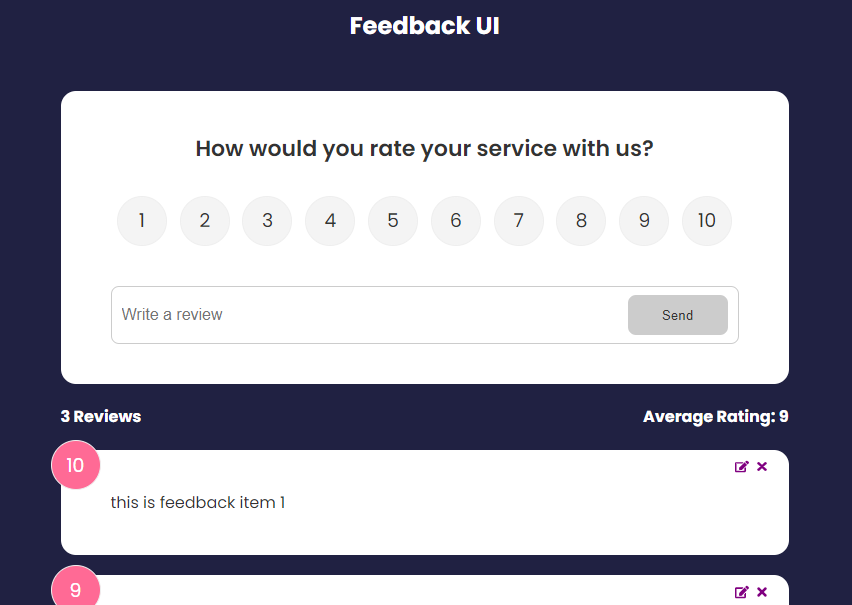 Feedback UI
How would you rate your service with us?
1 2 3 4 5 6 7 8 9 10
Write a review Send
3 Reviews Average Rating: 9
10
this is feedback item 1
9